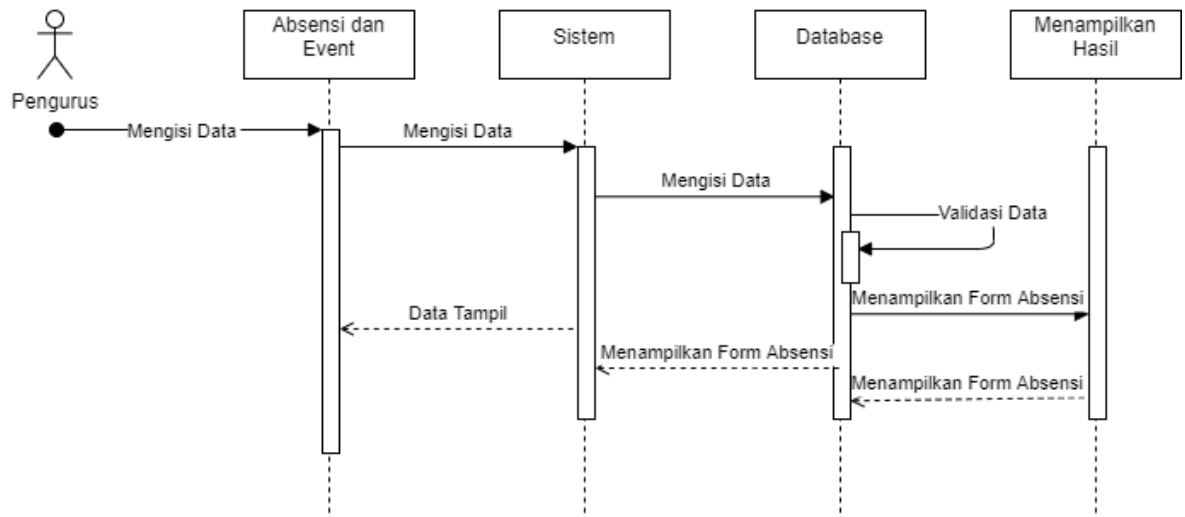 Absensi dan
Event
Sistem
Database
Menampilkan
Hasil
Pengurus
Mengisi Data
Mengisi Data
Mengisi Data
Validasi Data
Menampilkan Form Absensi
Data Tampil
Menampilkan Form Absensi
Menampilkan Form Absensi